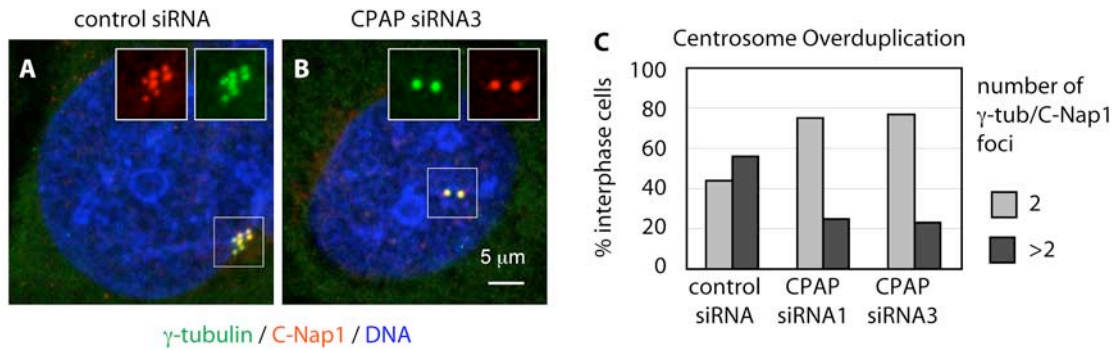 control siRNA
CPAP siRNA3
A
B
5 μm
γ-tubulin / C-Nap1 / DNA
C
Centrosome Overduplication
% interphase cells
100
80
60
40
20
0
control
siRNA
CPAP
siRNA1
CPAP
siRNA3
number of
γ-tub/C-Nap1
foci
2
>2